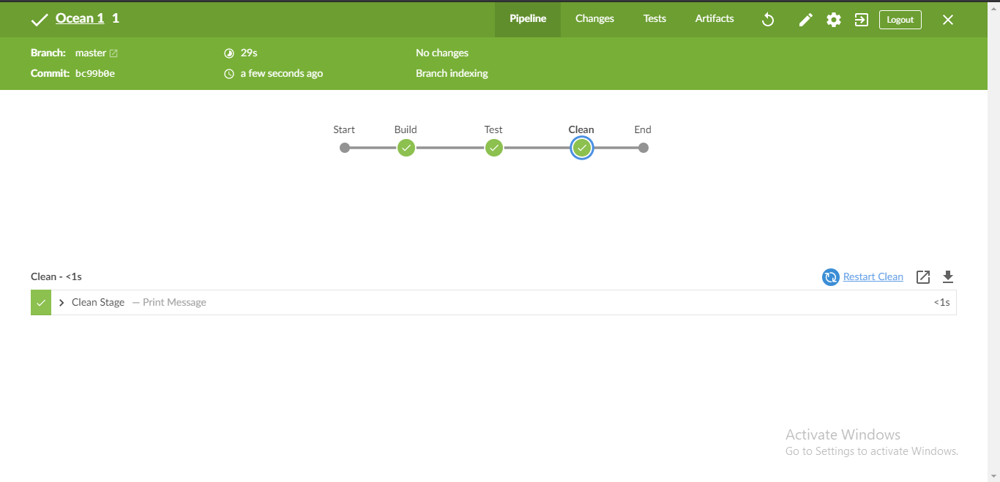 Ocean 1 1 Pipeline Changes Tests Artifacts Logout
Branch: master 29s No changes
Commit: bc99b0e a few seconds ago Branch indexing
Start Build Test Clean End
Clean - <1s Restart Clean
Clean Stage — Print Message <1s
Activate Windows
Go to Settings to activate Windows.